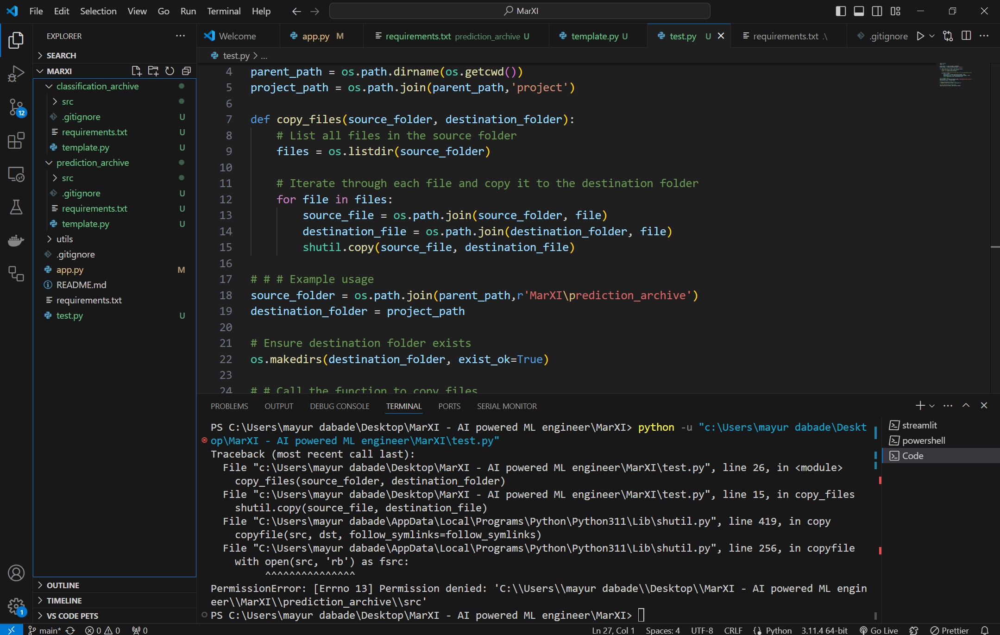 File Edit Selection View Go Run Terminal Help
MarXI
EXPLORER
SEARCH
MARXI
classification_archive
src
.gitignore U
requirements.txt U
template.py U
prediction_archive
src
.gitignore U
requirements.txt U
template.py U
utils
.gitignore
app.py M
README.md
requirements.txt
test.py U
OUTLINE
TIMELINE
VS CODE PETS
12
1
Welcome
app.py M
requirements.txt prediction_archive U
template.py U
test.py U
requirements.txt .\
.gitignore
test.py > ...
4 parent_path = os.path.dirname(os.getcwd())
5 project_path = os.path.join(parent_path,'project')
6
7 def copy_files(source_folder, destination_folder):
8 # List all files in the source folder
9 files = os.listdir(source_folder)
10
11 # Iterate through each file and copy it to the destination folder
12 for file in files:
13 source_file = os.path.join(source_folder, file)
14 destination_file = os.path.join(destination_folder, file)
15 shutil.copy(source_file, destination_file)
16
17 # # # Example usage
18 source_folder = os.path.join(parent_path,r'MarXI\prediction_archive')
19 destination_folder = project_path
20
21 # Ensure destination folder exists
22 os.makedirs(destination_folder, exist_ok=True)
23
24 # # Call the function to copy files
PROBLEMS OUTPUT DEBUG CONSOLE TERMINAL PORTS SERIAL MONITOR
PS C:\Users\mayur dabade\Desktop\MarXI - AI powered ML engineer\MarXI> python -u "c:\Users\mayur dabade\Deskt
op\MarXI - AI powered ML engineer\MarXI\test.py"
Traceback (most recent call last):
File "c:\Users\mayur dabade\Desktop\MarXI - AI powered ML engineer\MarXI\test.py", line 26, in <module>
copy_files(source_folder, destination_folder)
File "c:\Users\mayur dabade\Desktop\MarXI - AI powered ML engineer\MarXI\test.py", line 15, in copy_files
shutil.copy(source_file, destination_file)
File "C:\Users\mayur dabade\AppData\Local\Programs\Python\Python311\Lib\shutil.py", line 419, in copy
copyfile(src, dst, follow_symlinks=follow_symlinks)
File "C:\Users\mayur dabade\AppData\Local\Programs\Python\Python311\Lib\shutil.py", line 256, in copyfile
with open(src, 'rb') as fsrc:
^^^^^^^^^^^^^^^
PermissionError: [Errno 13] Permission denied: 'C:\\Users\\mayur dabade\\Desktop\\MarXI - AI powered ML engin
eer\\MarXI\\prediction_archive\\src'
PS C:\Users\mayur dabade\Desktop\MarXI - AI powered ML engineer\MarXI>
streamlit
powershell
Code
main* 0 0 0
Ln 27, Col 1 Spaces: 4 UTF-8 CRLF Python 3.11.4 64-bit Go Live Prettier